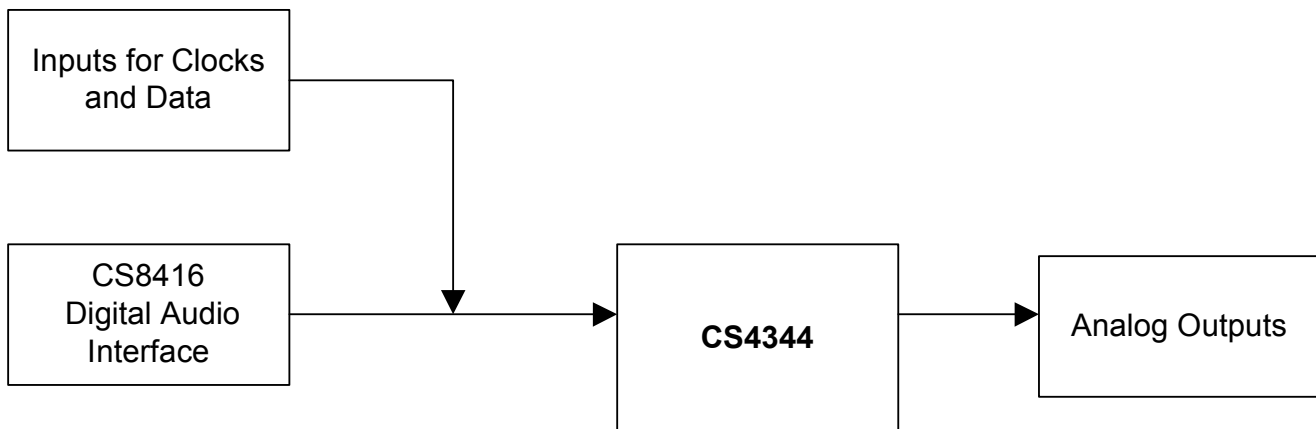 Inputs for Clocks
and Data
CS8416
Digital Audio
Interface
CS4344
Analog Outputs